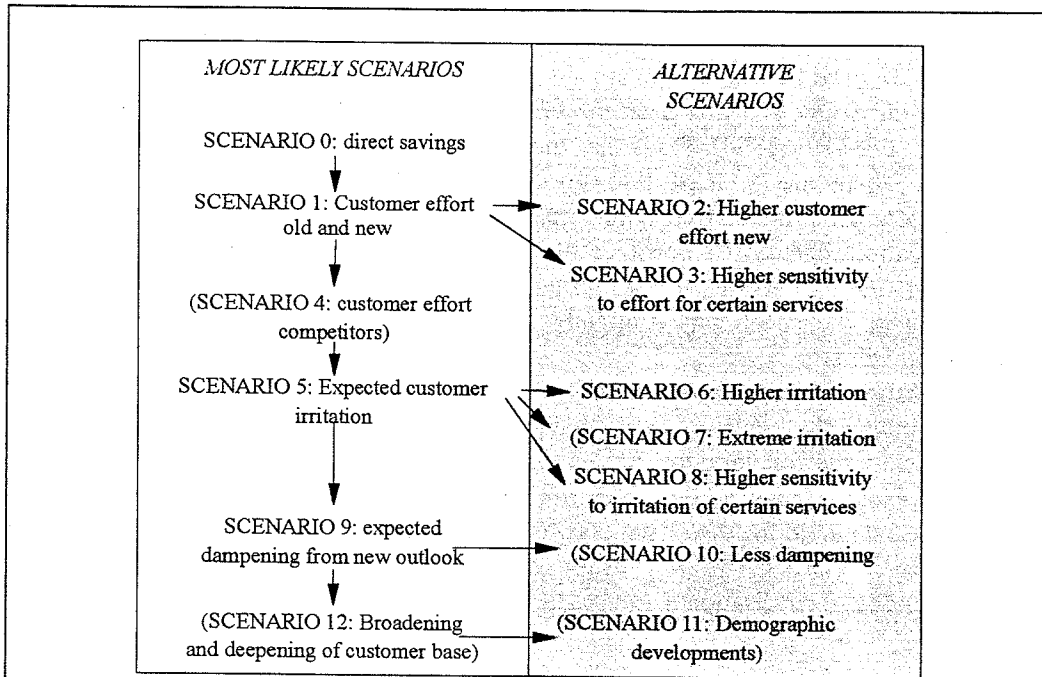 MOST LIKELY SCENARIOS
SCENARIO 0: direct savings
SCENARIO 1: Customer effort
old and new
(SCENARIO 4: customer effort
competitors)
SCENARIO 5: Expected customer
irritation
SCENARIO 9: expected
dampening from new outlook
(SCENARIO 12: Broadening
and deepening of customer base)
ALTERNATIVE
SCENARIOS
SCENARIO 2: Higher customer
effort new
SCENARIO 3: Higher sensitivity
to effort for certain services
SCENARIO 6: Higher irritation
(SCENARIO 7: Extreme irritation
SCENARIO 8: Higher sensitivity
to irritation of certain services
(SCENARIO 10: Less dampening
(SCENARIO 11: Demographic
developments)